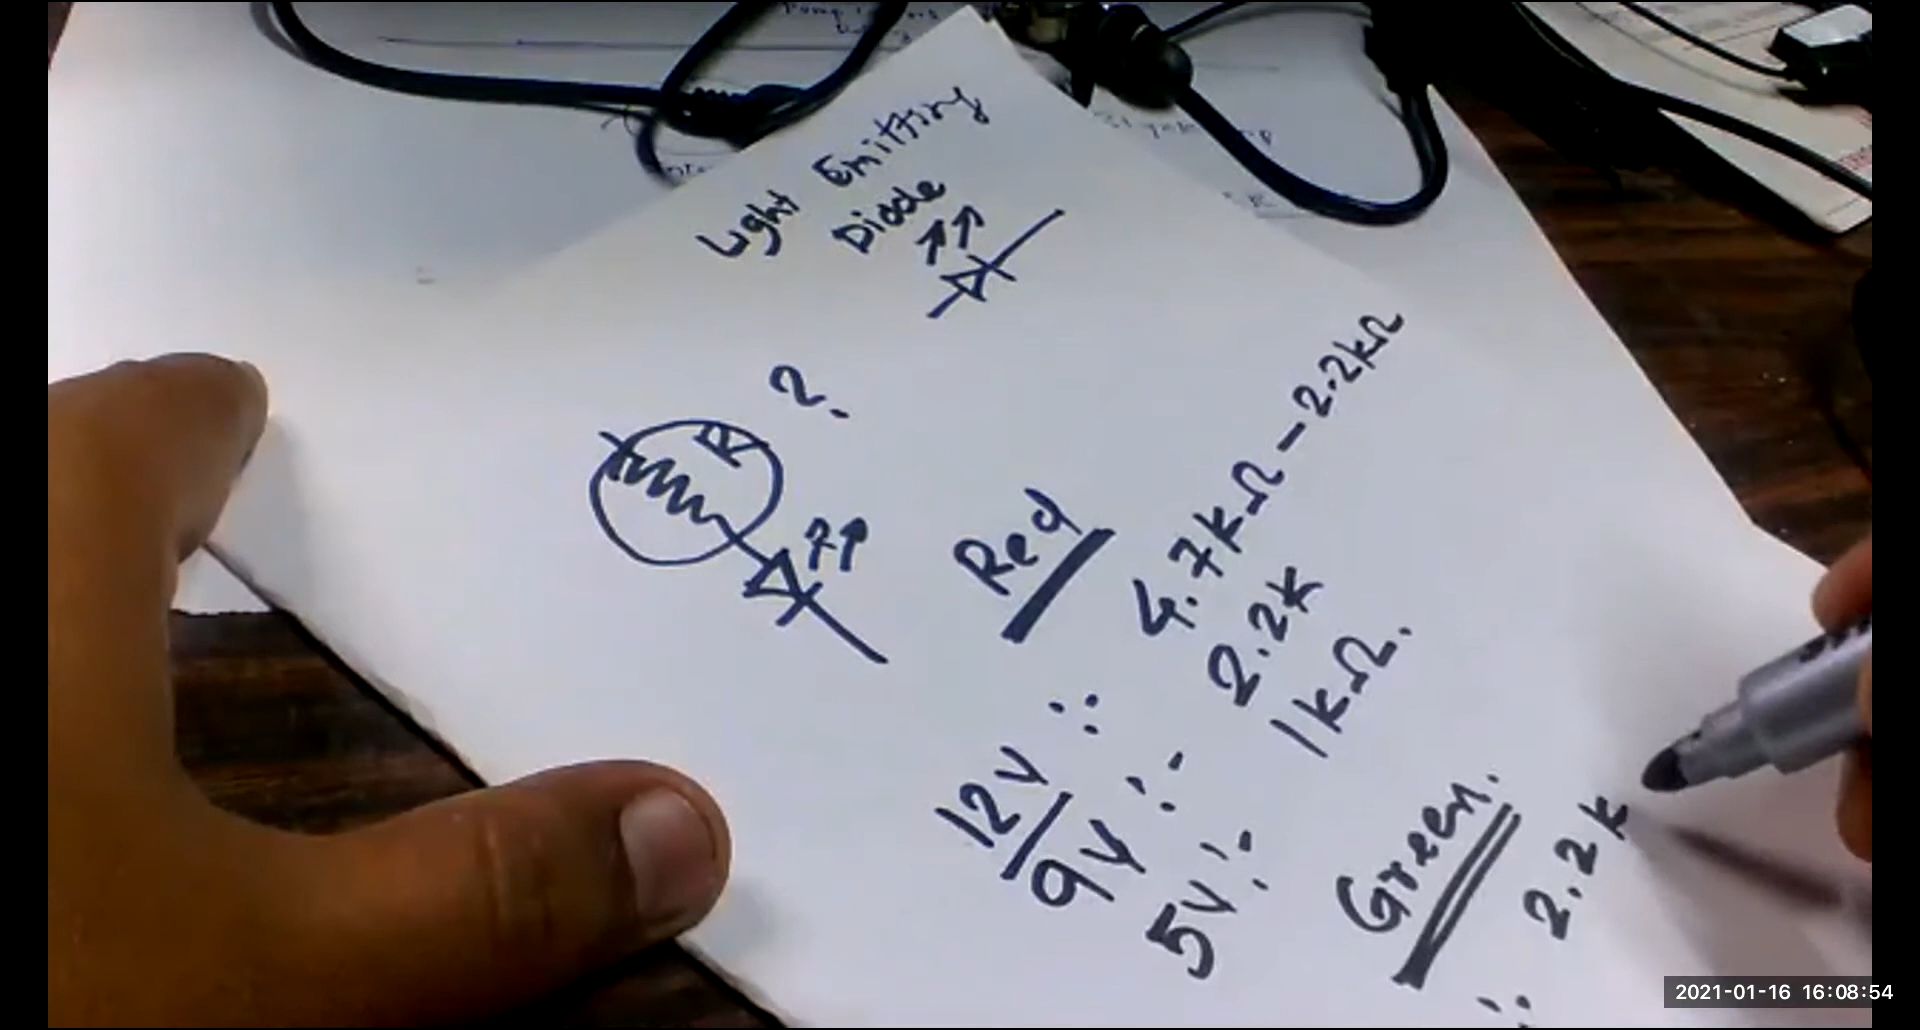 Light Emitting
Diode
R
?
Red
12V :- 4.7kΩ - 2.2kΩ
9V :- 2.2k
5V :- 1kΩ.
Green.
:- 2.2k
2021-01-16 16:08:54